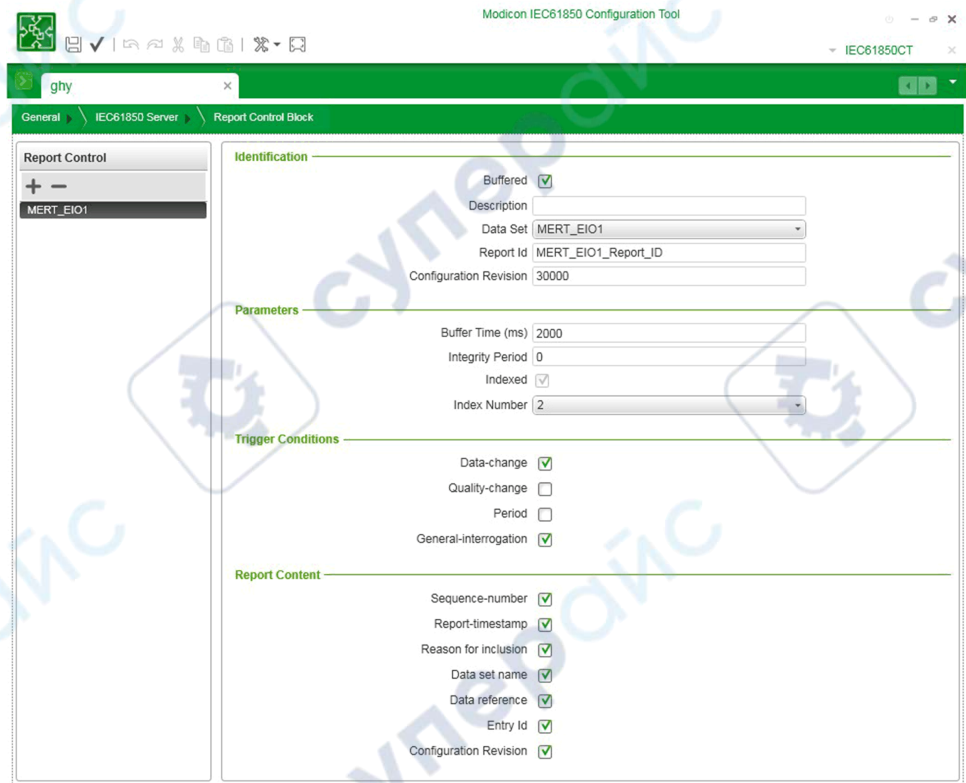 Modicon IEC61850 Configuration Tool
IEC61850CT
ghy
General IEC61850 Server Report Control Block
Report Control
MERT_EIO1
Identification
Buffered
Description
Data Set MERT_EIO1
Report Id MERT_EIO1_Report_ID
Configuration Revision 30000
Parameters
Buffer Time (ms) 2000
Integrity Period 0
Indexed
Index Number 2
Trigger Conditions
Data-change
Quality-change
Period
General-interrogation
Report Content
Sequence-number
Report-timestamp
Reason for inclusion
Data set name
Data reference
Entry Id
Configuration Revision
суперайс